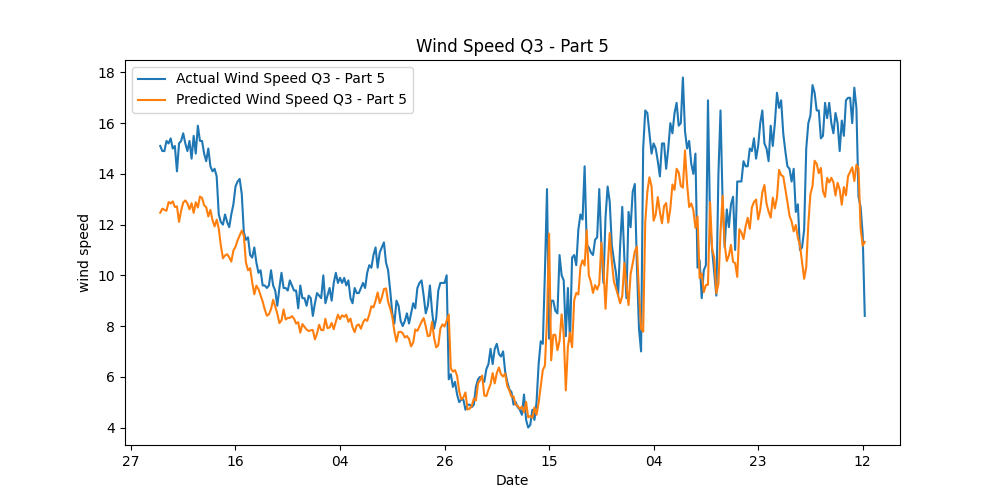 Wind Speed Q3 - Part 5
Actual Wind Speed Q3 - Part 5
Predicted Wind Speed Q3 - Part 5
wind speed
18
16
14
12
10
8
6
4
27 16 04 26 15 04 23 12
Date